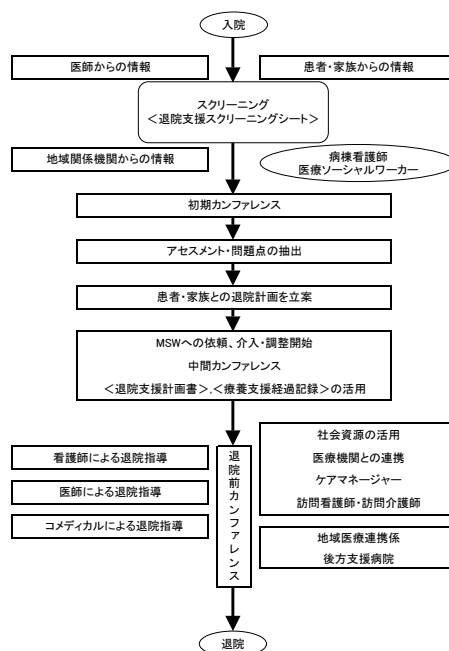 入院
医師からの情報
患者・家族からの情報
スクリーニング
＜退院支援スクリーニングシート＞
地域関係機関からの情報
病棟看護師
医療ソーシャルワーカー
初期カンファレンス
アセスメント・問題点の抽出
患者・家族との退院計画を立案
MSWへの依頼、介入・調整開始
中間カンファレンス
＜退院支援計画書＞.＜療養支援経過記録＞の活用
看護師による退院指導
医師による退院指導
コメディカルによる退院指導
退院前カンファレンス
社会資源の活用
医療機関との連携
ケアマネージャー
訪問看護師・訪問介護師
地域医療連携係
後方支援病院
退院